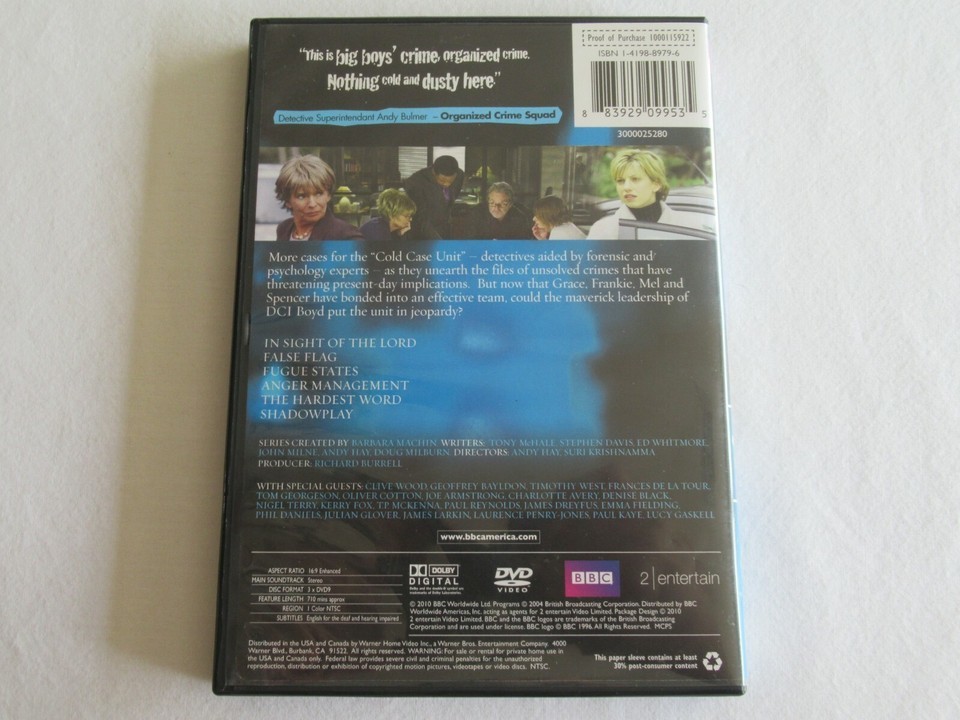 "This is big boys' crime, organized crime.
Nothing cold and dusty here."
Detective Superintendant Andy Bulmer – Organized Crime Squad
Proof of Purchase 1000115922
ISBN 1-4198-8979-6
8 83929 09953 5
3000025280
More cases for the "Cold Case Unit" – detectives aided by forensic and
psychology experts – as they unearth the files of unsolved crimes that have
threatening present-day implications. But now that Grace, Frankie, Mel and
Spencer have bonded into an effective team, could the maverick leadership of
DCI Boyd put the unit in jeopardy?
IN SIGHT OF THE LORD
FALSE FLAG
FUGUE STATES
ANGER MANAGEMENT
THE HARDEST WORD
SHADOWPLAY
SERIES CREATED BY BARBARA MACHIN WRITERS: TONY McHALE, STEPHEN DAVIS, ED WHITMORE,
JOHN MILNE, ANDY HAY, DOUG MILBURN DIRECTORS: ANDY HAY, SURI KRISHNAMMA
PRODUCER: RICHARD BURRELL
WITH SPECIAL GUESTS: CLIVE WOOD, GEOFFREY BAYLDON, TIMOTHY WEST, FRANCES DE LA TOUR,
TOM GEORGESON, OLIVER COTTON, JOE ARMSTRONG, CHARLOTTE AVERY, DENISE BLACK,
NIGEL TERRY, KERRY FOX, T.P. MCKENNA, PAUL REYNOLDS, JAMES DREYFUS, EMMA FIELDING,
PHIL DANIELS, JULIAN GLOVER, JAMES LARKIN, LAURENCE PENRY-JONES, PAUL KAYE, LUCY GASKELL
www.bbcamerica.com
ASPECT RATIO 16:9 Enhanced
MAIN SOUNDTRACK Stereo
DISC FORMAT 3 x DVD9
FEATURE LENGTH 710 mins approx
REGION 1 Color NTSC
SUBTITLES English for the deaf and hearing impaired
DOLBY
DIGITAL
Dolby and the double-D symbol are
trademarks of Dolby Laboratories.
DVD
VIDEO
BBC
2|entertain
© 2010 BBC Worldwide Ltd. Programs © 2004 British Broadcasting Corporation. Distributed by BBC
Worldwide Americas, Inc. acting as agents for 2 entertain Video Limited. Package Design © 2010
2 entertain Video Limited. BBC and the BBC logos are trademarks of the British Broadcasting
Corporation and are used under license. BBC logo © BBC 1996. All Rights Reserved. MCPS
Distributed in the USA and Canada by Warner Home Video Inc., a Warner Bros. Entertainment Company 4000
Warner Blvd., Burbank, CA 91522. All rights reserved. WARNING: For sale or rental for private home use in
the USA and Canada only. Federal law provides severe civil and criminal penalties for the unauthorized
reproduction, distribution or exhibition of copyrighted motion pictures, videotapes or video discs. NTSC.
This paper sleeve contains at least
30% post-consumer content